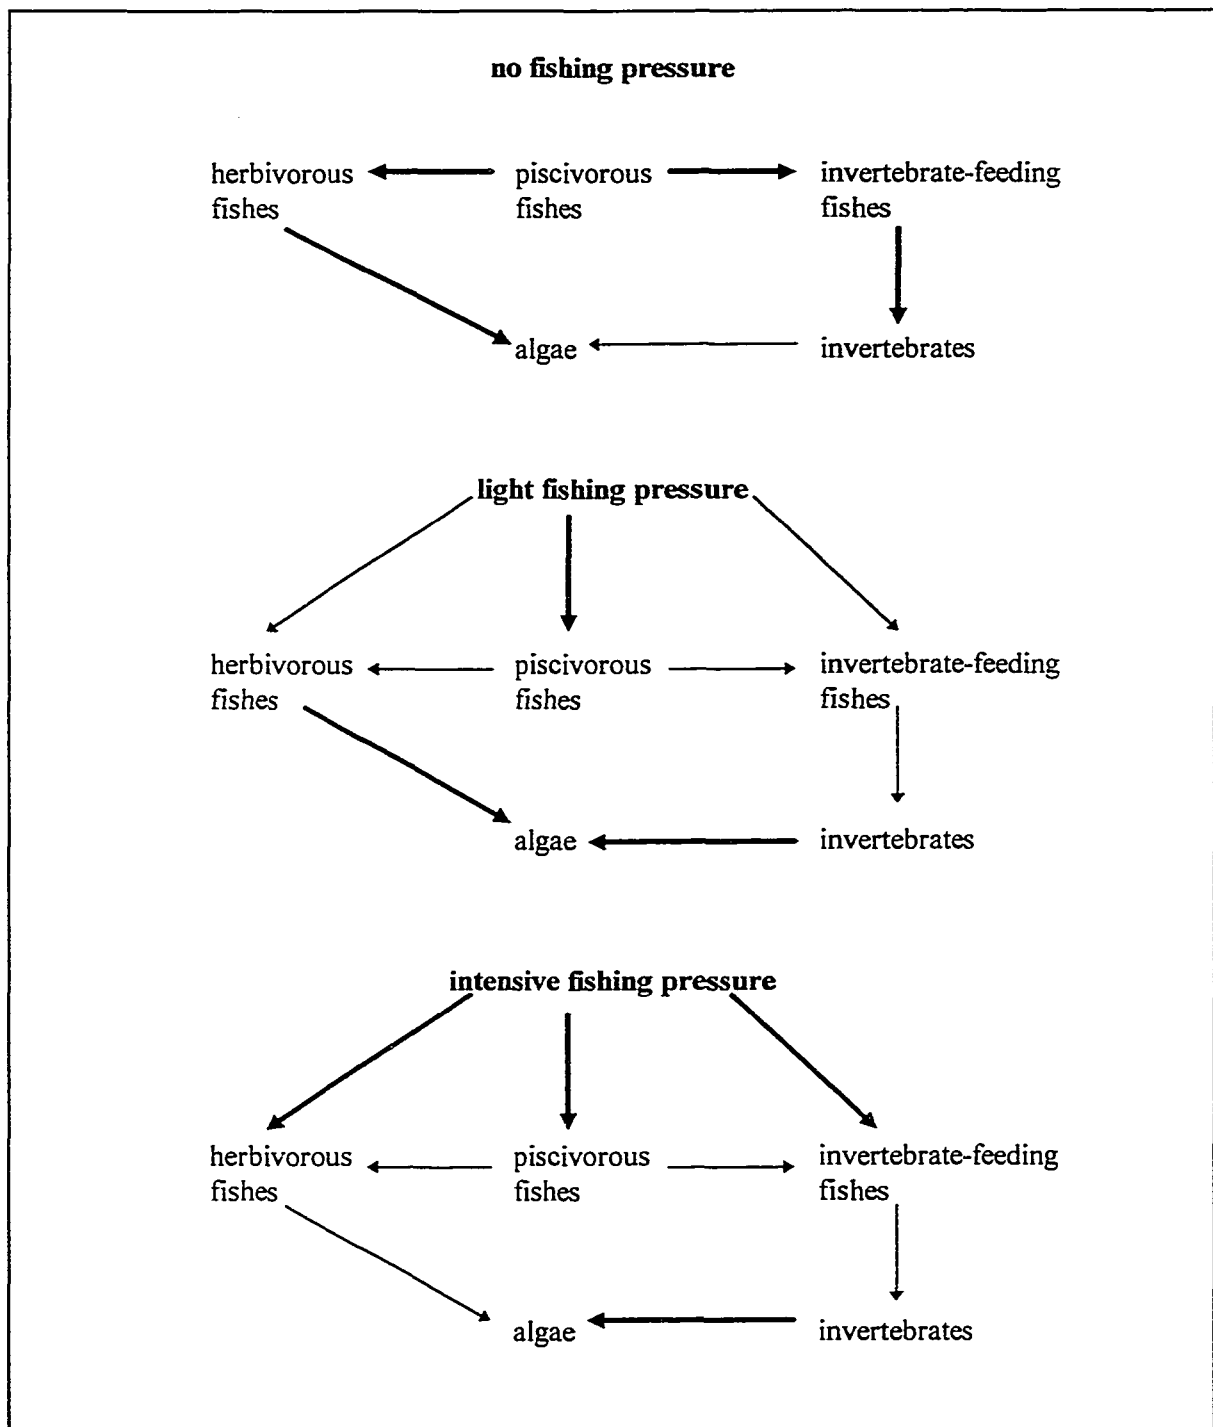 no fishing pressure
herbivorous piscivorous invertebrate-feeding
fishes fishes fishes
algae invertebrates
light fishing pressure
herbivorous piscivorous invertebrate-feeding
fishes fishes fishes
algae invertebrates
intensive fishing pressure
herbivorous piscivorous invertebrate-feeding
fishes fishes fishes
algae invertebrates